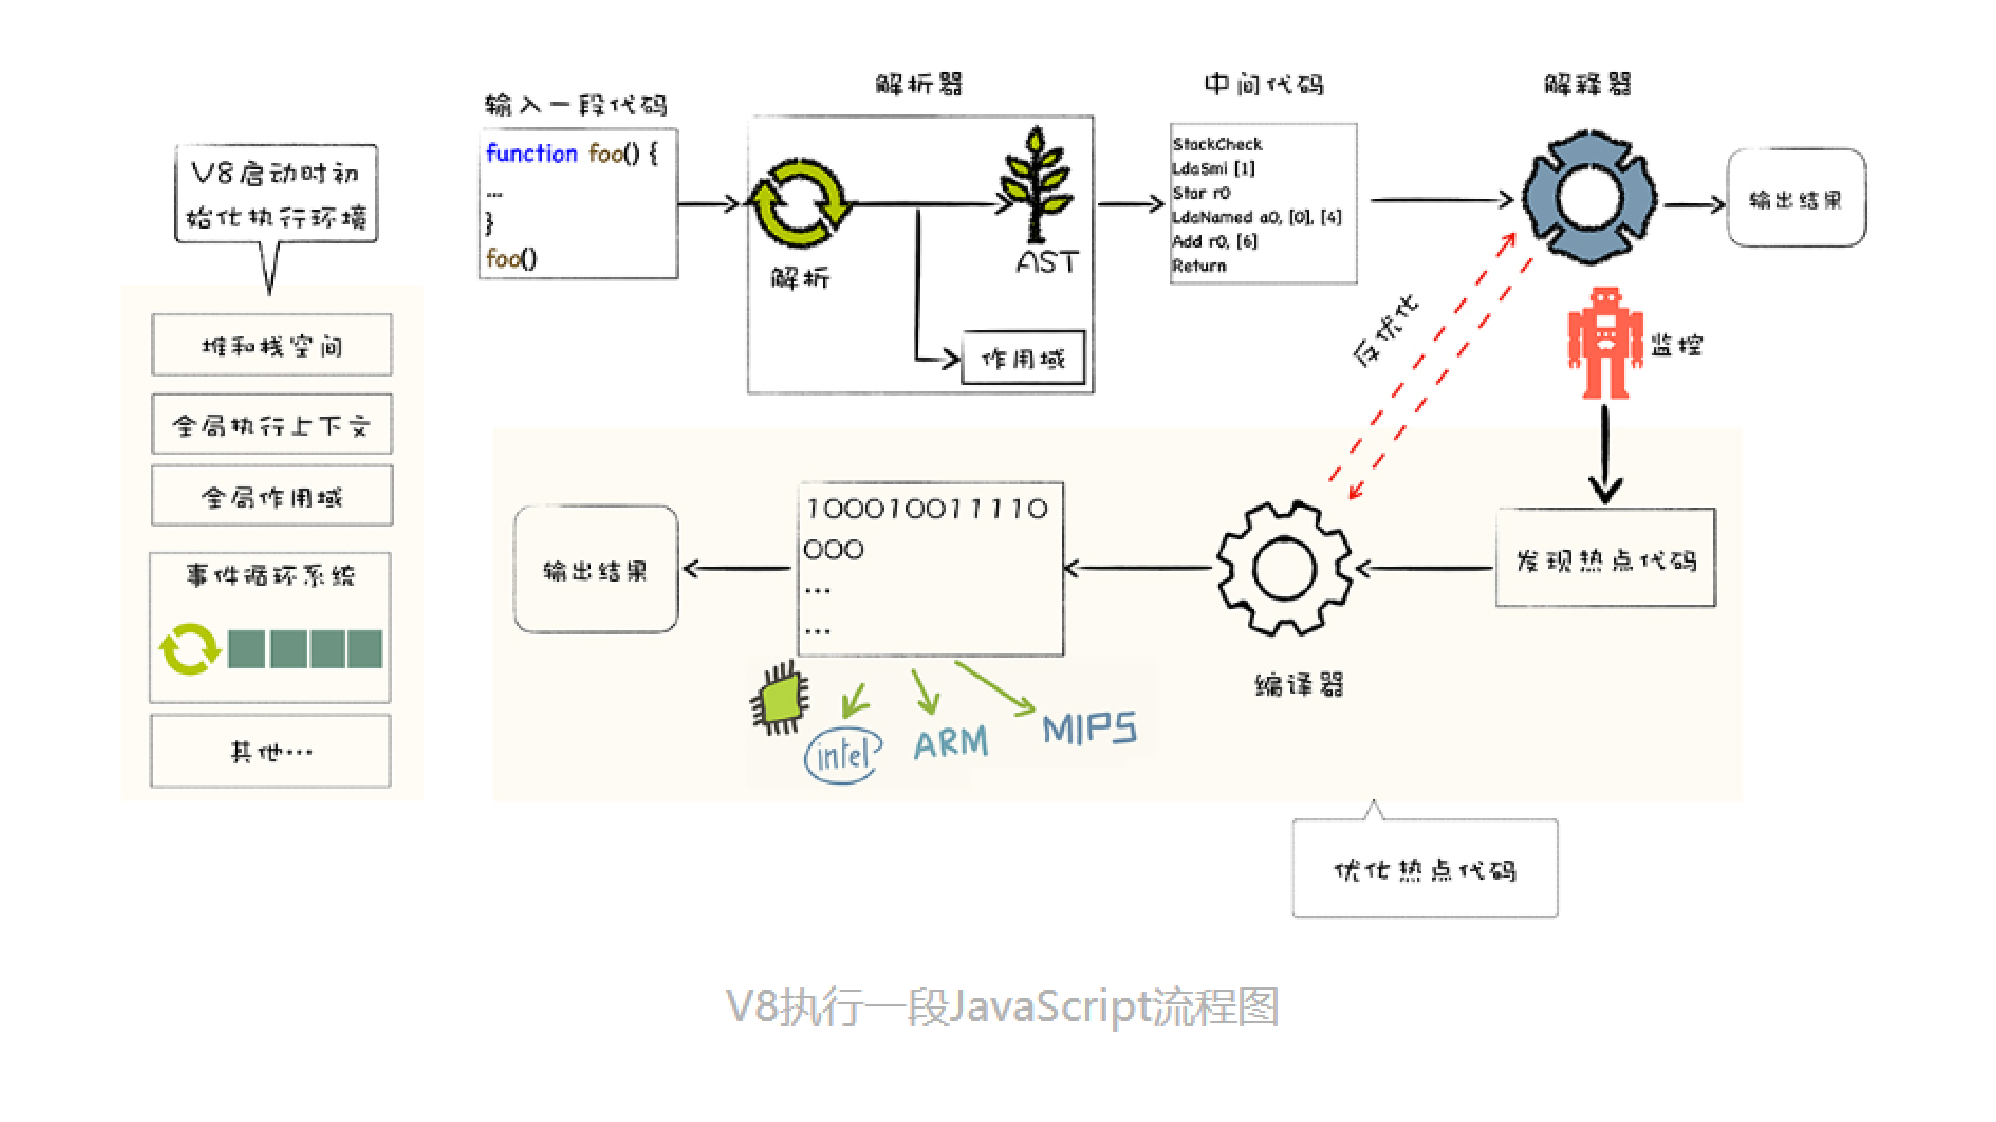 V8启动时初
始化执行环境
堆和栈空间
全局执行上下文
全局作用域
事件循环系统
其他...
输入一段代码
function foo() {
...
}
foo()
解析器
解析
AST
作用域
中间代码
StackCheck
LdaSmi [1]
Star r0
LdaNamed a0, [0], [4]
Add r0, [6]
Return
解释器
输出结果
反优化
监控
发现热点代码
编译器
100010011110
000
...
...
输出结果
intel
ARM
MIPS
优化热点代码
V8执行一段JavaScript流程图